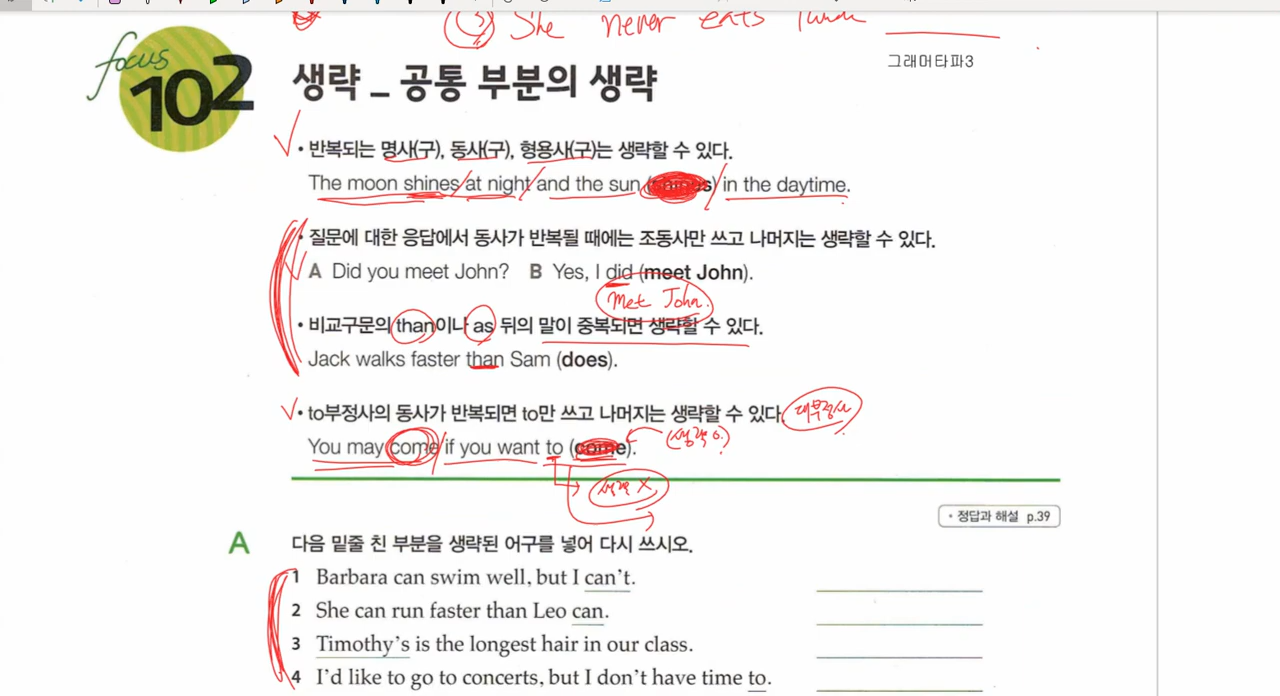 ③ She never eats lunch
그래머타파3
focus
102
생략 _ 공통 부분의 생략
• 반복되는 명사(구), 동사(구), 형용사(구)는 생략할 수 있다.
The moon shines / at night / and the sun (shines) / in the daytime.
• 질문에 대한 응답에서 동사가 반복될 때에는 조동사만 쓰고 나머지는 생략할 수 있다.
A Did you meet John? B Yes, I did (meet John).
met John.
• 비교구문의 than이나 as 뒤의 말이 중복되면 생략할 수 있다.
Jack walks faster than Sam (does).
• to부정사의 동사가 반복되면 to만 쓰고 나머지는 생략할 수 있다. 대부정사
You may come / if you want to (come). (생략 o.)
생략 X
• 정답과 해설 p.39
A 다음 밑줄 친 부분을 생략된 어구를 넣어 다시 쓰시오.
1 Barbara can swim well, but I can't.
2 She can run faster than Leo can.
3 Timothy's is the longest hair in our class.
4 I'd like to go to concerts, but I don't have time to.